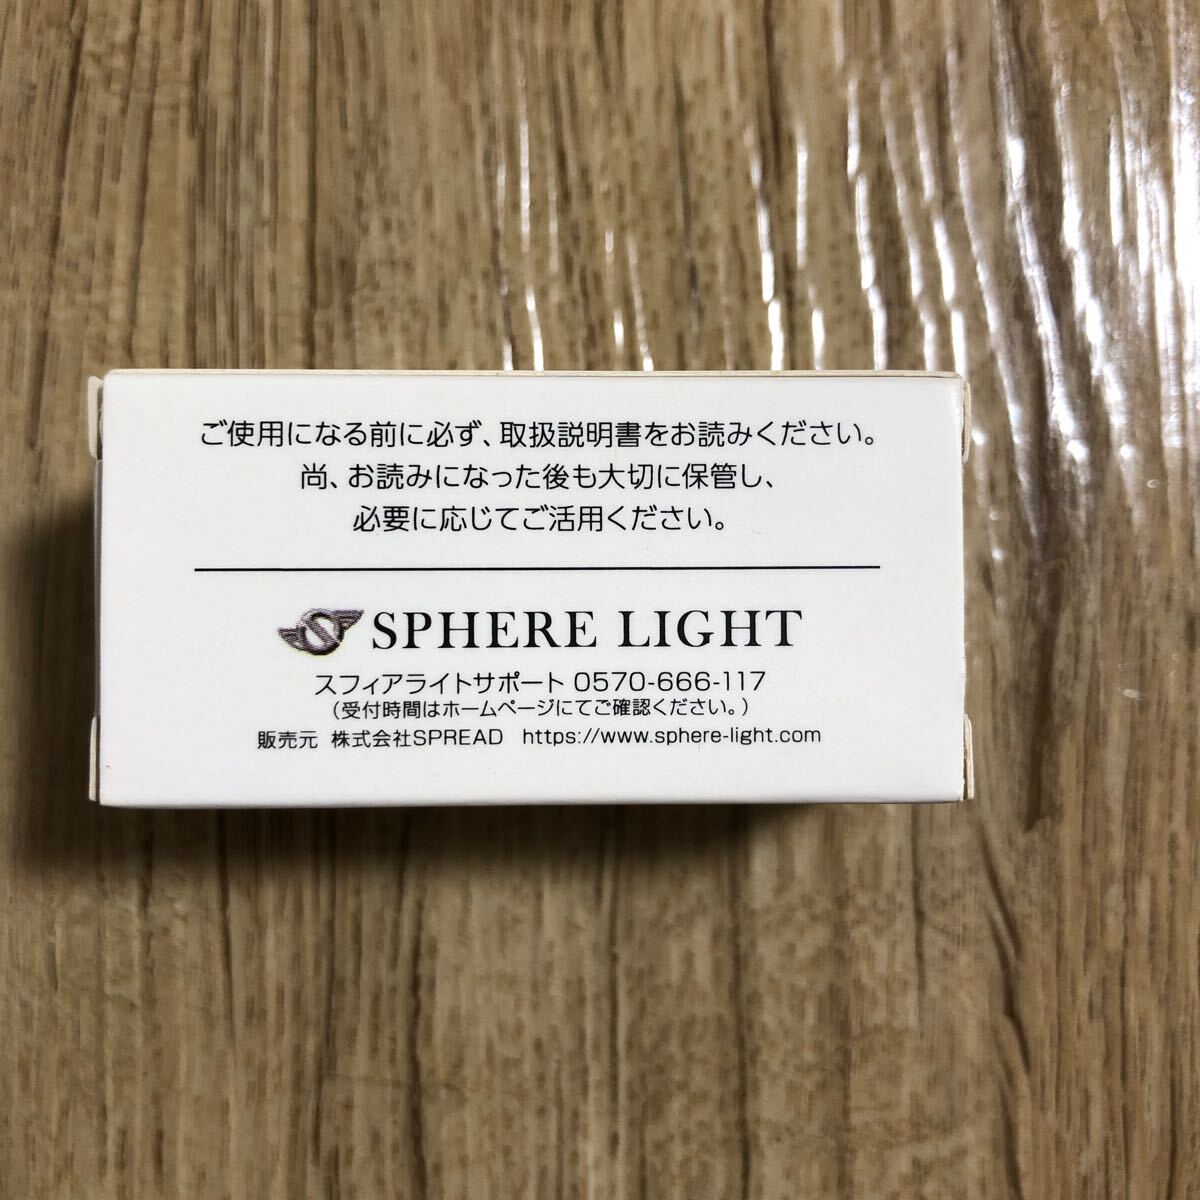 ご使用になる前に必ず、取扱説明書をお読みください。
尚、お読みになった後も大切に保管し、
必要に応じてご活用ください。
SPHERE LIGHT
スフィアライトサポート 0570-666-117
(受付時間はホームページにてご確認ください。)
販売元 株式会社SPREAD https://www.sphere-light.com